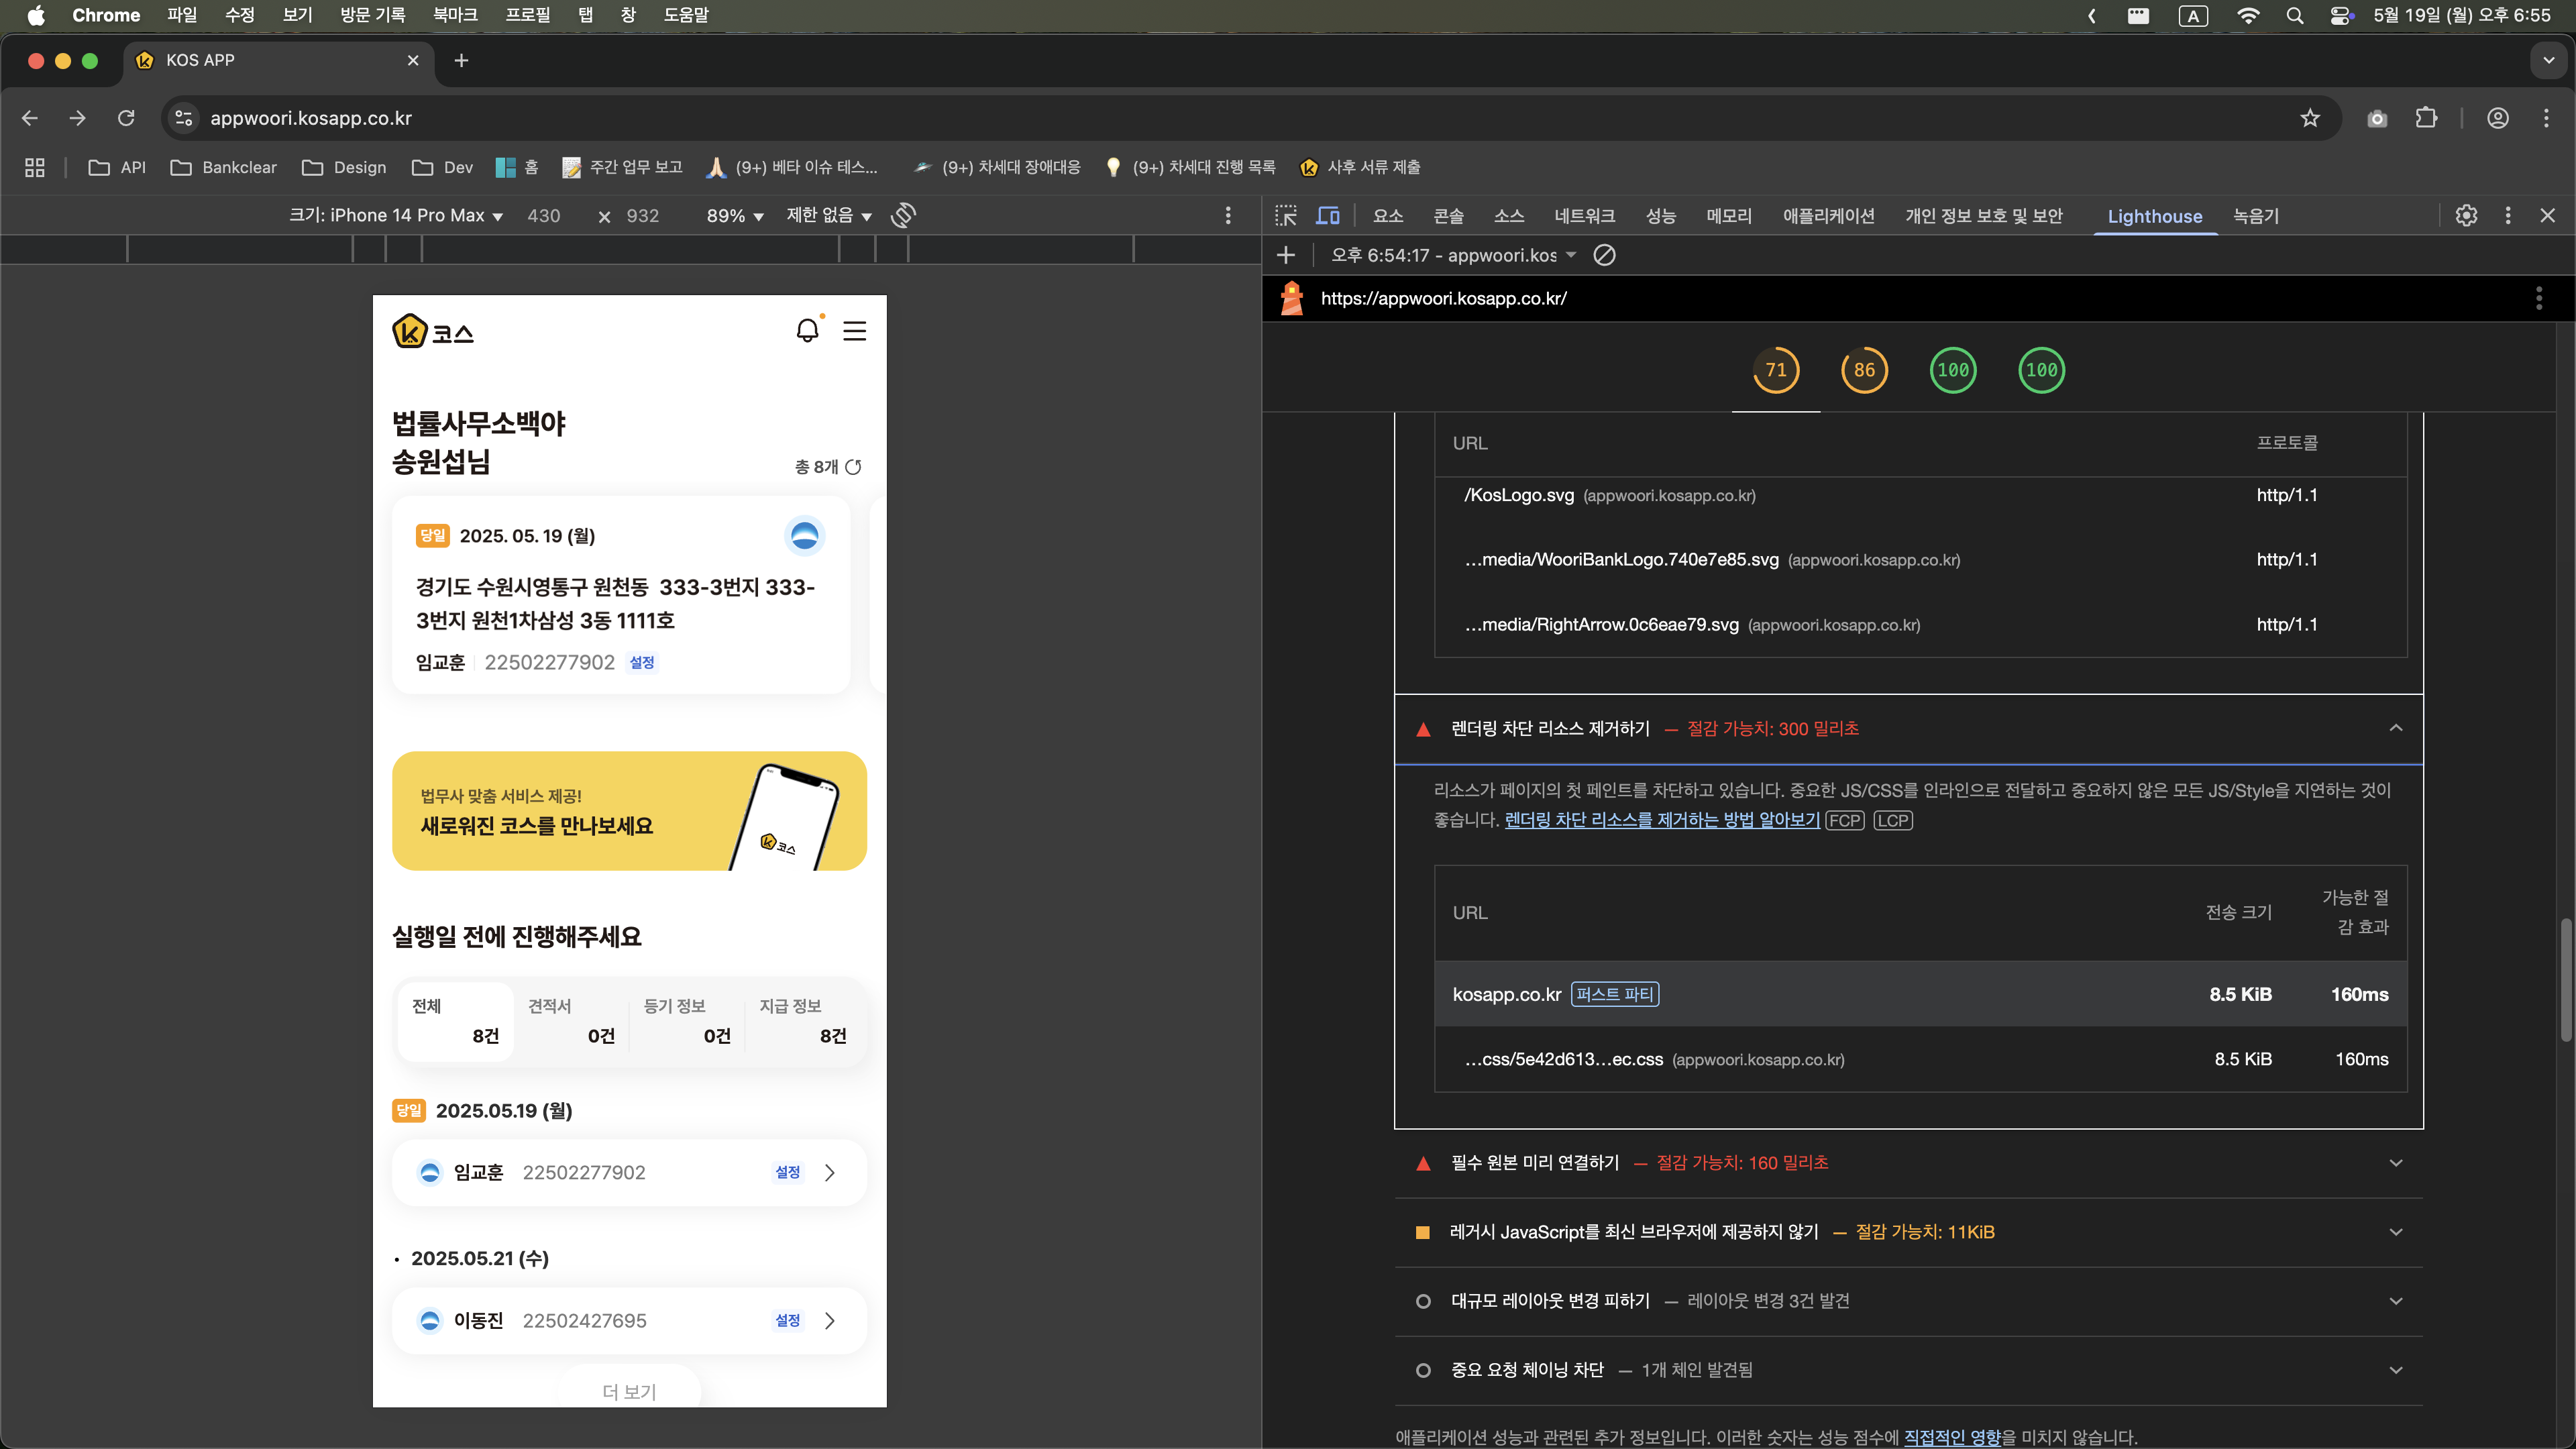 Chrome 파일 수정 보기 방문 기록 북마크 프로필 탭 창 도움말
A 5월 19일 (월) 오후 6:55
KOS APP
appwoori.kosapp.co.kr
API Bankclear Design Dev 홈 주간 업무 보고 (9+) 베타 이슈 테스... (9+) 차세대 장애대응 (9+) 차세대 진행 목록 사후 서류 제출
크기: iPhone 14 Pro Max 430 × 932 89% 제한 없음
코스
법률사무소백야
송원섭님
총 8개
당일 2025. 05. 19 (월)
경기도 수원시영통구 원천동 333-3번지 333-
3번지 원천1차삼성 3동 1111호
임교훈 22502277902 설정
법무사 맞춤 서비스 제공!
새로워진 코스를 만나보세요
코스
실행일 전에 진행해주세요
전체 견적서 등기 정보 지급 정보
8건 0건 0건 8건
당일 2025.05.19 (월)
임교훈 22502277902 설정
· 2025.05.21 (수)
이동진 22502427695 설정
더 보기
요소 콘솔 소스 네트워크 성능 메모리 애플리케이션 개인 정보 보호 및 보안 Lighthouse 녹음기
오후 6:54:17 - appwoori.kos
https://appwoori.kosapp.co.kr/
71 86 100 100
URL 프로토콜
/KosLogo.svg (appwoori.kosapp.co.kr) http/1.1
…media/WooriBankLogo.740e7e85.svg (appwoori.kosapp.co.kr) http/1.1
…media/RightArrow.0c6eae79.svg (appwoori.kosapp.co.kr) http/1.1
렌더링 차단 리소스 제거하기 — 절감 가능치: 300 밀리초
리소스가 페이지의 첫 페인트를 차단하고 있습니다. 중요한 JS/CSS를 인라인으로 전달하고 중요하지 않은 모든 JS/Style을 지연하는 것이
좋습니다. 렌더링 차단 리소스를 제거하는 방법 알아보기 FCP LCP
URL 전송 크기 가능한 절
감 효과
kosapp.co.kr 퍼스트 파티 8.5 KiB 160ms
…css/5e42d613…ec.css (appwoori.kosapp.co.kr) 8.5 KiB 160ms
필수 원본 미리 연결하기 — 절감 가능치: 160 밀리초
레거시 JavaScript를 최신 브라우저에 제공하지 않기 — 절감 가능치: 11KiB
대규모 레이아웃 변경 피하기 — 레이아웃 변경 3건 발견
중요 요청 체이닝 차단 — 1개 체인 발견됨
애플리케이션 성능과 관련된 추가 정보입니다. 이러한 숫자는 성능 점수에 직접적인 영향을 미치지 않습니다.